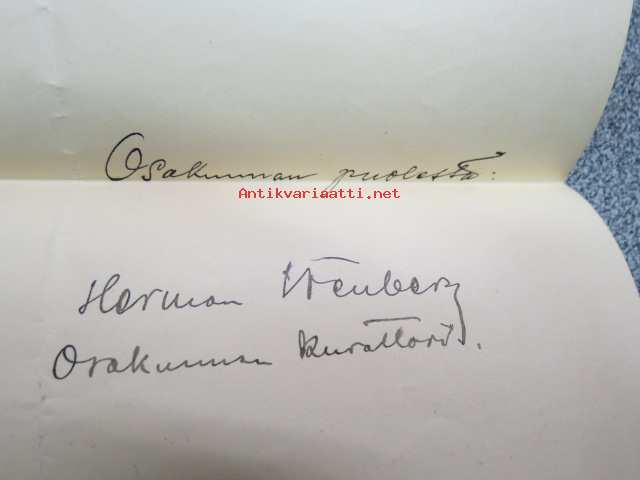 Osakunnan puolesta:
Antikvariaatti.net
Herman Stenberg
Osakunnan kuraattori.